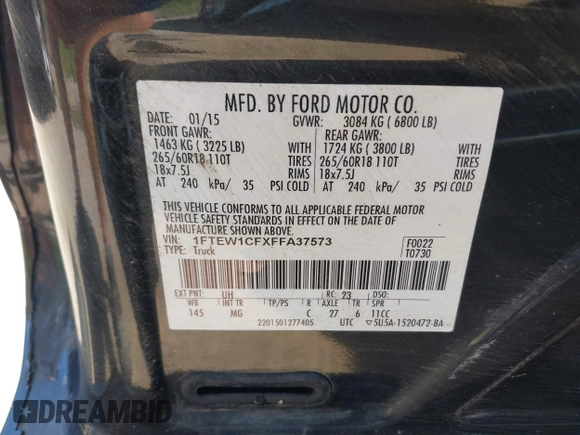 MFD. BY FORD MOTOR CO.
DATE: 01/15 GVWR: 3084 KG ( 6800 LB)
FRONT GAWR: REAR GAWR:
1463 KG ( 3225 LB) WITH 1724 KG ( 3800 LB) WITH
265/60R18 110T TIRES 265/60R18 110T TIRES
18x7.5J RIMS 18x7.5J RIMS
AT 240 kPa/ 35 PSI COLD AT 240 kPa/ 35 PSI COLD
THIS VEHICLE CONFORMS TO ALL APPLICABLE FEDERAL MOTOR
VEHICLE SAFETY STANDARDS IN EFFECT ON THE DATE OF
MANUFACTURE SHOWN ABOVE.
VIN: 1FTEW1CFXFFA37573 F0022
TYPE: Truck T0730
EXT PNT: UH RC: 23 DSO:
WB INT TR TP/PS R AXLE TR SPR
145 MG C 27 6 11CC
2201501277405 UTC ▽5U5A-1520472-BA
DREAMBID